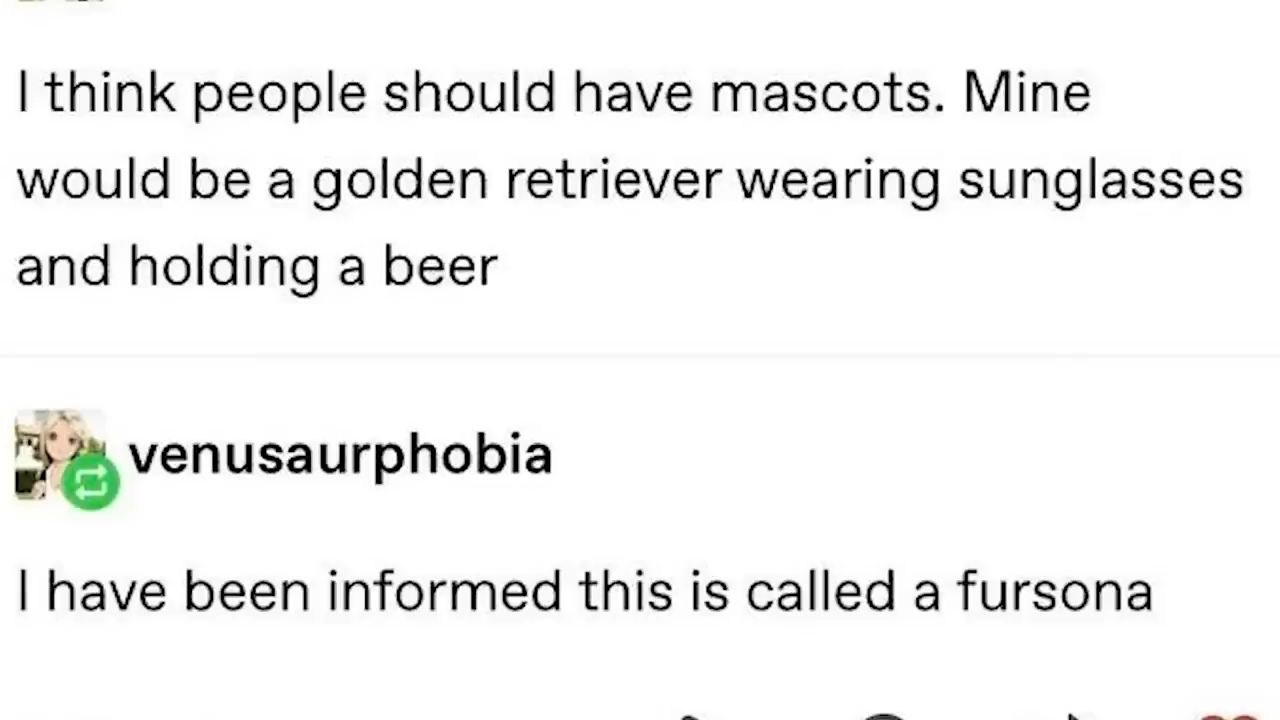 I think people should have mascots. Mine
would be a golden retriever wearing sunglasses
and holding a beer
venusaurphobia
I have been informed this is called a fursona